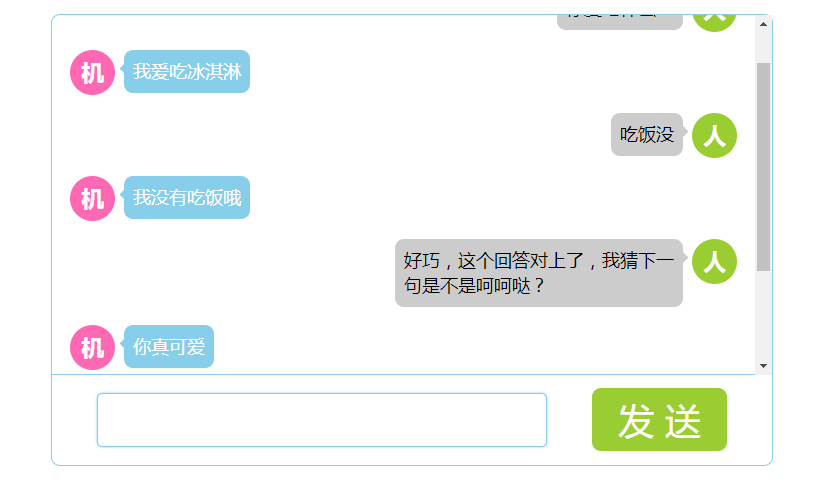 人
机
我爱吃冰淇淋
吃饭没
人
机
我没有吃饭哦
好巧，这个回答对上了，我猜下一
句是不是呵呵哒？
人
机
你真可爱
发 送